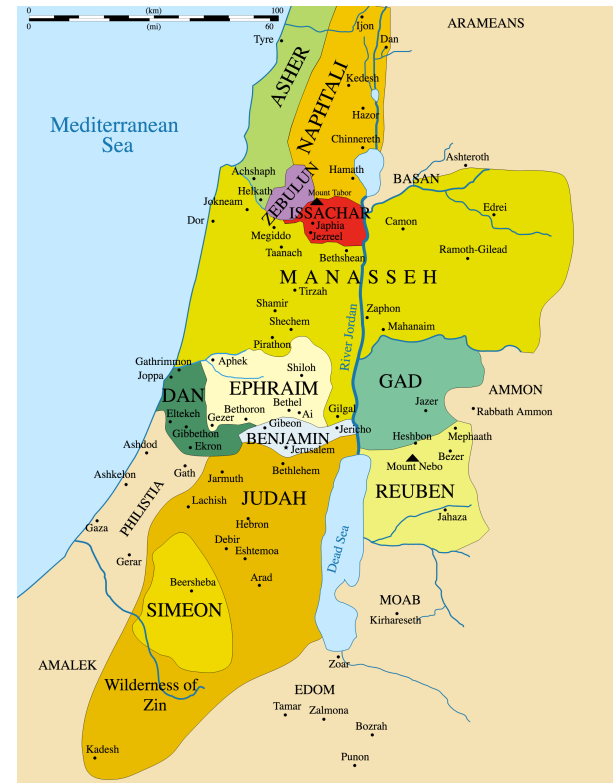 0 (km) 100
0 (mi) 60
Ijon
ARAMEANS
Tyre
Dan
ASHER
NAPHTALI
Kedesh
Hazor
Mediterranean
Sea
Chinnereth
Ashteroth
Achshaph
Hamath
BASAN
Helkath
ZEBULUN
Mount Tabor
Jokneam
ISSACHAR
Edrei
Dor
Japhia
Camon
Megiddo
Jezreel
Taanach
Bethshean
Ramoth-Gilead
MANASSEH
Tirzah
Shamir
Zaphon
Shechem
Mahanaim
River Jordan
Pirathon
Gathrimmon
Aphek
Shiloh
Joppa
GAD
EPHRAIM
AMMON
DAN
Bethel
Jazer
Eltekeh
Bethoron
Ai
Gilgal
Rabbath Ammon
Gezer
Gibeon
Jericho
Gibbethon
BENJAMIN
Heshbon
Mephaath
Ashdod
Ekron
Jerusalem
Bezer
Gath
Bethlehem
Mount Nebo
Ashkelon
Jarmuth
REUBEN
PHILISTIA
Lachish
JUDAH
Jahaza
Gaza
Hebron
Dead Sea
Debir
Eshtemoa
Gerar
Beersheba
Arad
MOAB
SIMEON
Kirhareseth
AMALEK
Zoar
Wilderness of
Zin
EDOM
Tamar
Zalmona
Bozrah
Kadesh
Punon